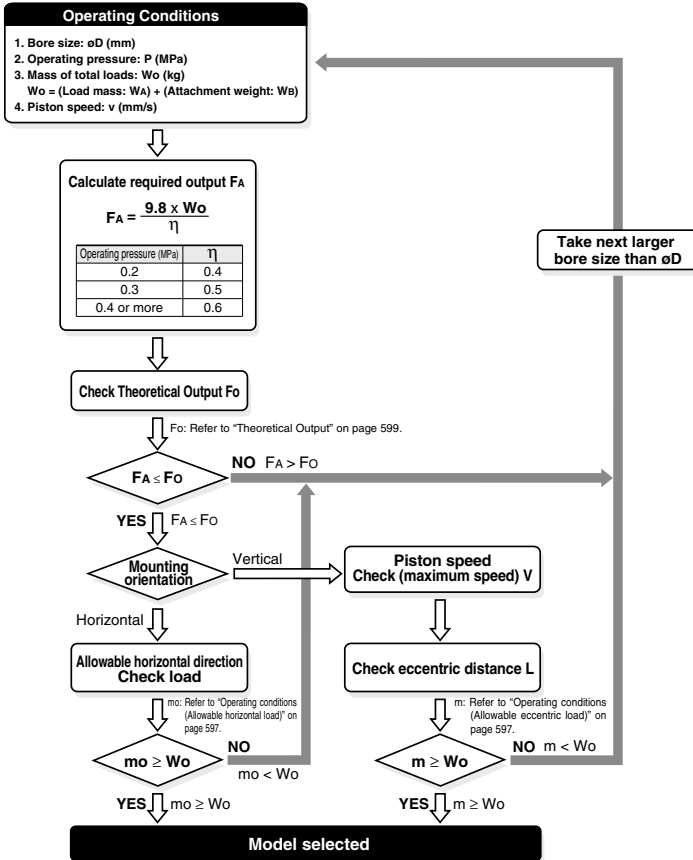 Operating Conditions
1. Bore size: øD (mm)
2. Operating pressure: P (MPa)
3. Mass of total loads: Wo (kg)
Wo = (Load mass: WA) + (Attachment weight: WB)
4. Piston speed: v (mm/s)
Calculate required output FA
FA = 9.8 x Wo
η
Operating pressure (MPa) η
0.2 0.4
0.3 0.5
0.4 or more 0.6
Take next larger
bore size than øD
Check Theoretical Output Fo
Fo: Refer to “Theoretical Output” on page 599.
FA ≤ FO
NO FA > FO
YES FA ≤ FO
Mounting
orientation
Vertical
Piston speed
Check (maximum speed) V
Horizontal
Allowable horizontal direction
Check load
Check eccentric distance L
mo: Refer to “Operating conditions
(Allowable horizontal load)” on
page 597.
m: Refer to “Operating conditions
(Allowable eccentric load)” on
page 597.
mo ≥ Wo
NO
mo < Wo
m ≥ Wo
NO m < Wo
YES mo ≥ Wo
YES m ≥ Wo
Model selected